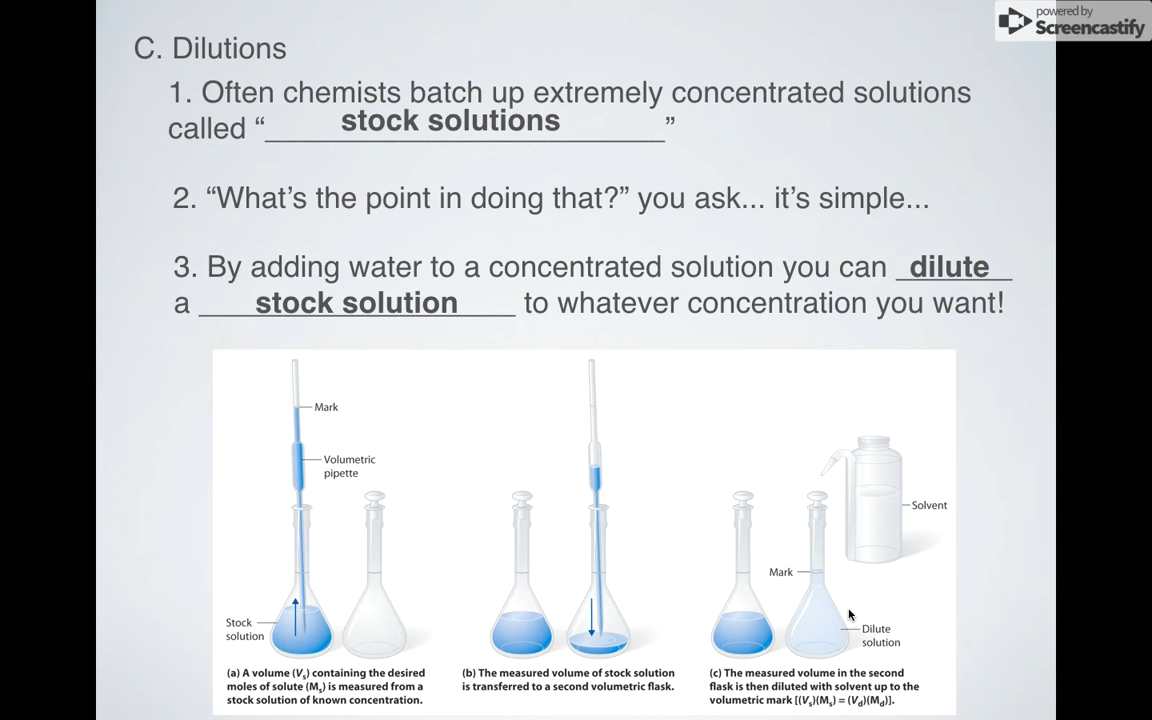 powered by
Screencastify
C. Dilutions
1. Often chemists batch up extremely concentrated solutions
called “ stock solutions ”
2. “What’s the point in doing that?” you ask... it’s simple...
3. By adding water to a concentrated solution you can dilute
a stock solution to whatever concentration you want!
Mark
Volumetric
pipette
Stock
solution
(a) A volume (Vs) containing the desired
moles of solute (Ms) is measured from a
stock solution of known concentration.
(b) The measured volume of stock solution
is transferred to a second volumetric flask.
Solvent
Mark
Dilute
solution
(c) The measured volume in the second
flask is then diluted with solvent up to the
volumetric mark [(Vs)(Ms) = (Vd)(Md)].